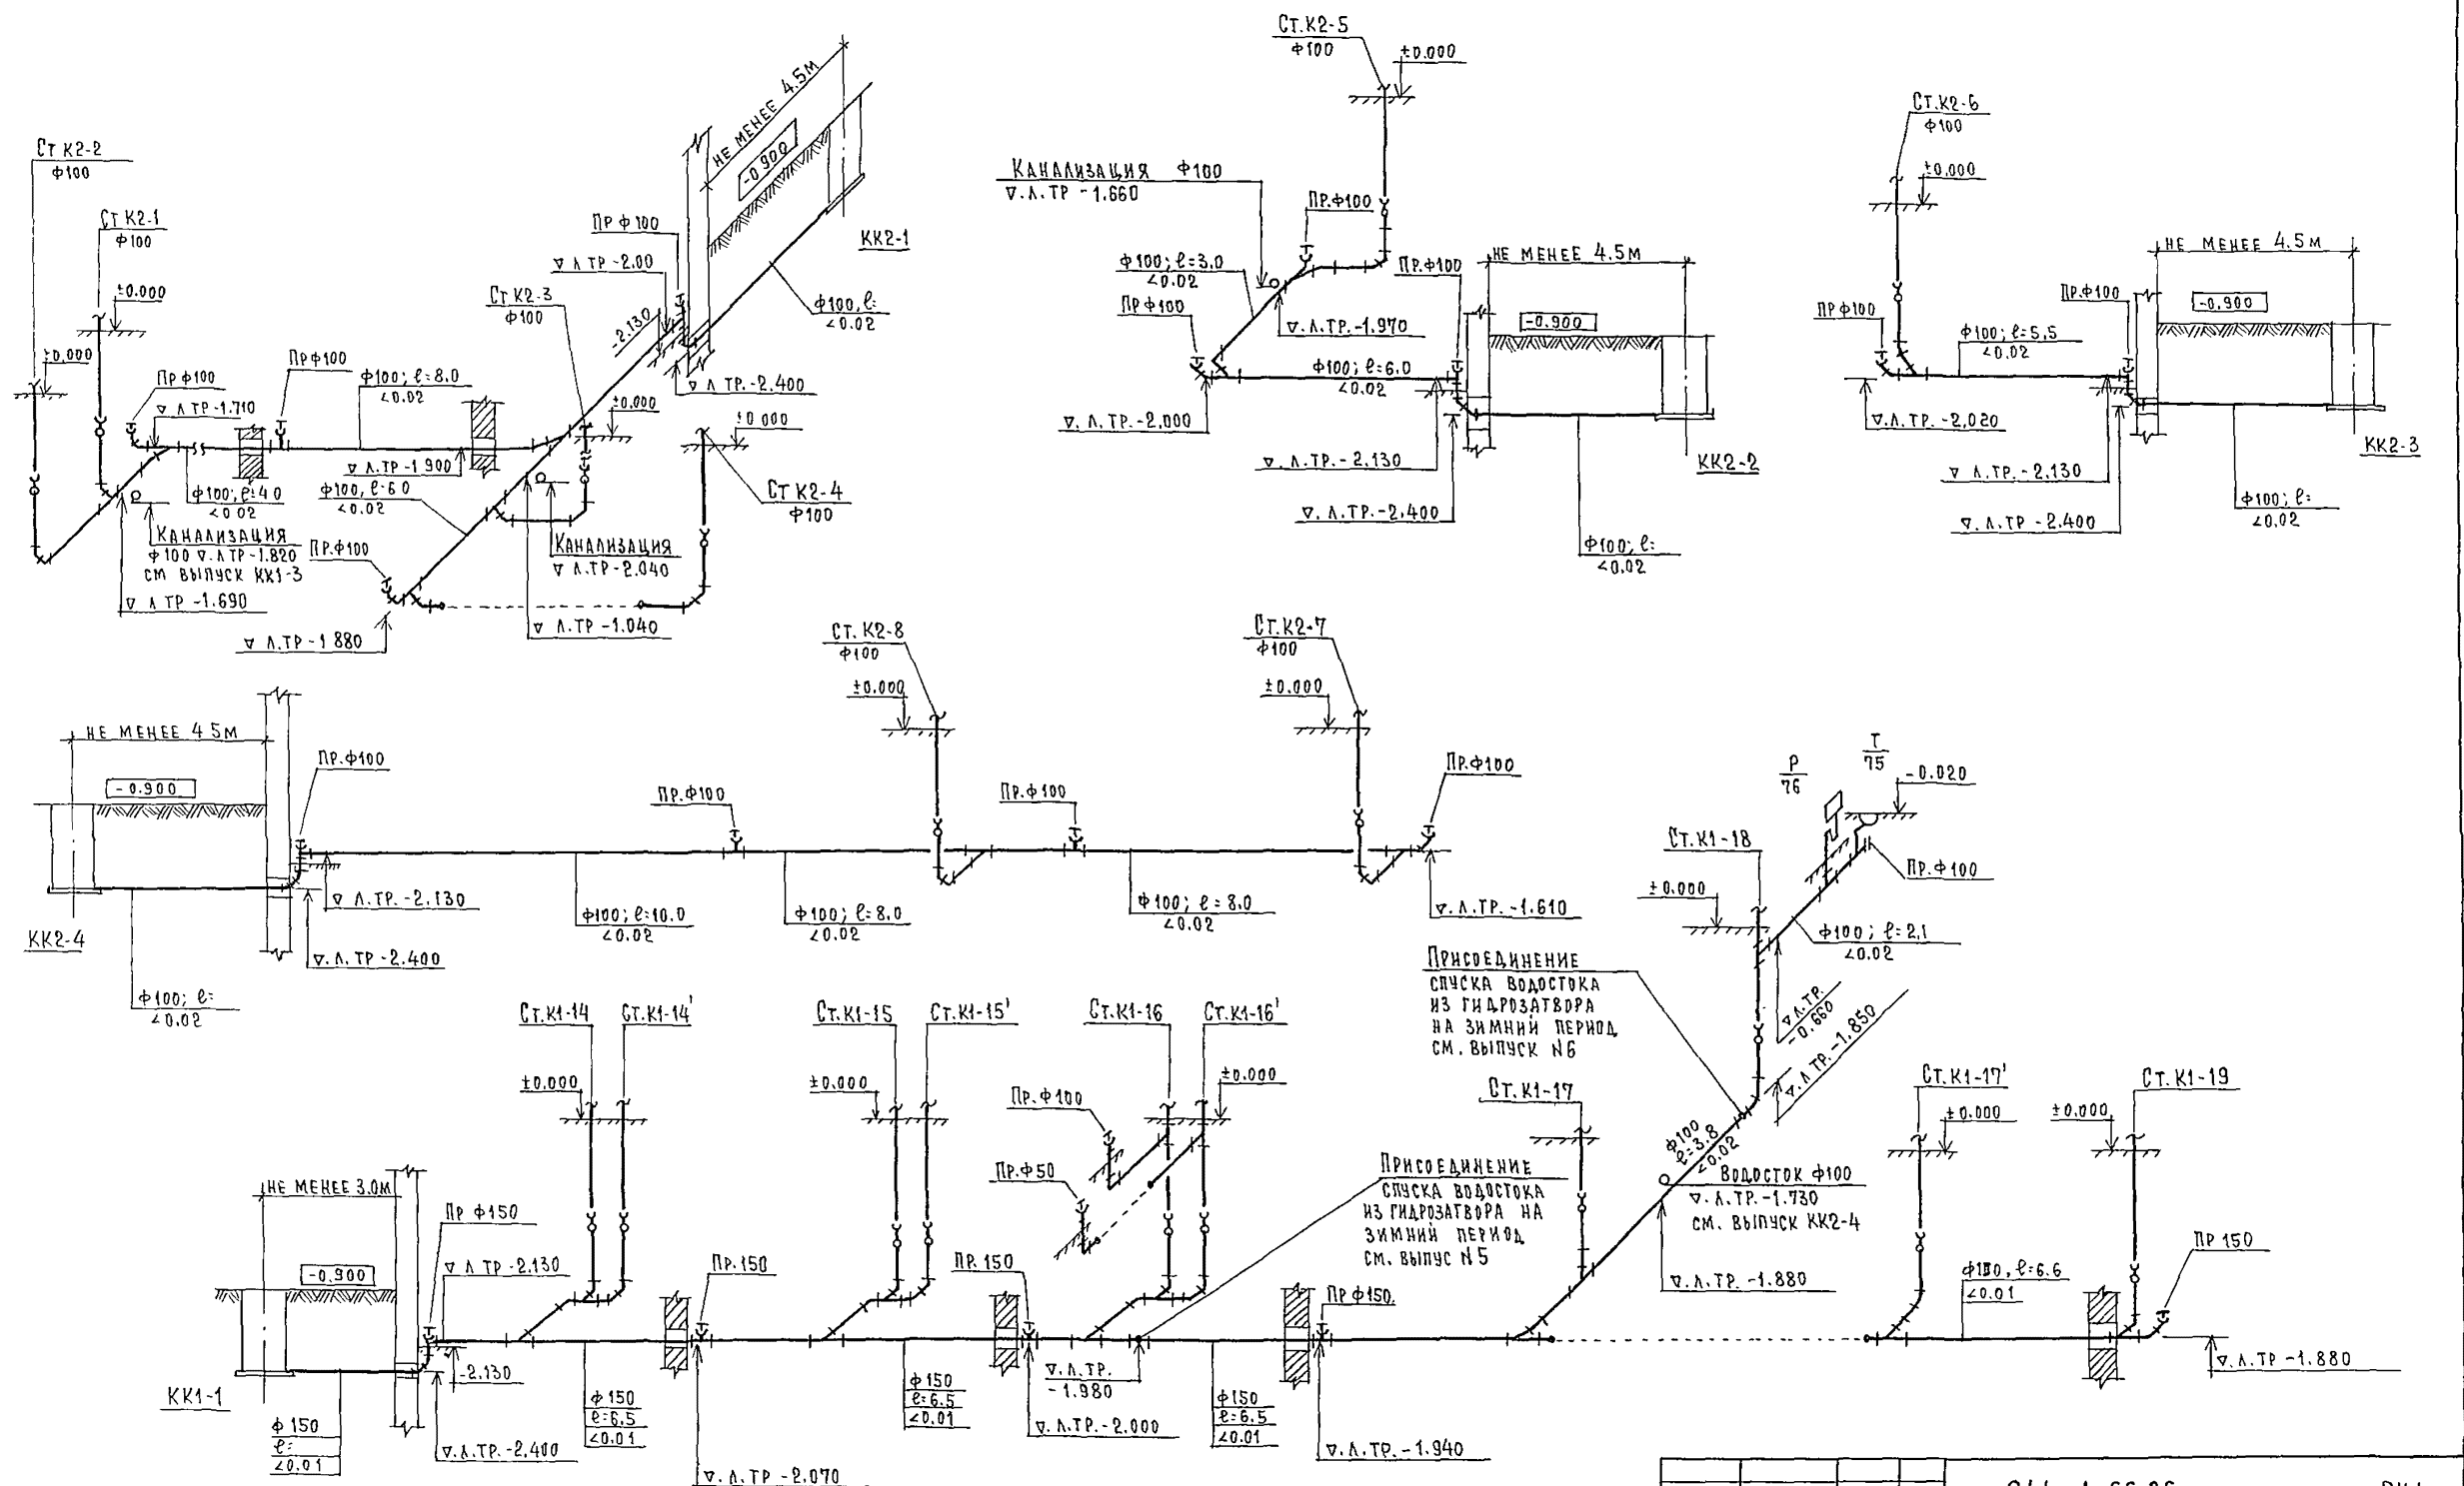 Ст К2-2
ф100
Ст К2-1
ф100
±0.000
±0.000
Пр ф100
∇ Л ТР -1.710
Пр ф100
ф100; ℓ=8.0
<0.02
∇ Л.ТР -1 900
ф100; ℓ=4 0
<0.02
Канализация
ф100 ∇.Л ТР -1.820
см выпуск КК1-3
∇ Л ТР -1.690
ф100, ℓ=6 0
<0.02
Пр.ф100
∇ Л.ТР -1 880
Ст К2-3
ф100
Пр ф100
∇ Л ТР -2.00
-2.130
не менее 4.5м
-0 900
КК2-1
ф100, ℓ=
<0.02
∇ Л ТР -2.400
±0,000
±0 000
Ст К2-4
ф100
Канализация
∇ Л.ТР -2.040
∇ Л.ТР -1.040
Ст.К2-5
ф100
±0.000
Канализация ф100
∇.Л.ТР -1.660
Пр.ф100
ф100; ℓ=3.0
<0.02
Пр ф100
∇.Л.ТР.-1.970
Пр.ф100
не менее 4.5м
-0.900
ф100; ℓ=6.0
<0.02
∇.Л.ТР.-2,000
∇.Л.ТР.-2.130
∇.Л.ТР.-2.400
КК2-2
ф100; ℓ=
<0.02
Ст.К2-6
ф100
±0.000
не менее 4.5м
Пр.ф100
Пр.ф100
-0.900
ф100; ℓ=5,5
<0.02
∇.Л.ТР.-2,020
∇.Л.ТР.-2.130
∇.Л.ТР.-2.400
КК2-3
ф100; ℓ=
<0.02
не менее 4 5м
-0.900
Пр.ф100
КК2-4
∇ Л.ТР.-2.130
∇.Л.ТР -2.400
ф100; ℓ=
<0.02
Пр.ф100
Ст.К2-8
ф100
±0.000
Пр.ф100
Ст.К2-7
ф100
±0.000
Пр.ф100
ф100; ℓ=10.0
<0.02
ф100; ℓ=8.0
<0.02
ф100; ℓ=8.0
<0.02
∇.Л.ТР.-1.610
Р
76
Т
75
-0.020
Ст.К1-18
±0.000
Пр.ф100
ф100; ℓ=2,1
<0.02
Присоединение
спуска водостока
из гидрозатвора
на зимний период
см. выпуск N6
∇Л.ТР.
-0.660
∇.Л ТР.-1.850
Ст.К1-14
Ст.К1-14'
Ст.К1-15
Ст.К1-15'
Ст.К1-16
Ст.К1-16'
±0.000
±0.000
±0.000
Пр.ф100
Пр.ф50
Ст.К1-17
ф100
ℓ=3.8
<0.02
Водосток ф100
∇.Л.ТР.-1.730
см. выпуск КК2-4
∇.Л.ТР.-1.880
Ст.К1-17'
±0.000
Ст.К1-19
±0.000
Присоединение
спуска водостока
из гидрозатвора на
зимний период
см. выпус N5
не менее 3.0м
-0.900
Пр ф150
∇ Л ТР -2.130
-2.130
КК1-1
ф 150
ℓ=
<0.01
∇.Л.ТР.-2.400
ф150
ℓ=6.5
<0.01
Пр.150
∇.Л.ТР -2.070
ф150
ℓ=6.5
<0.01
Пр.150
∇.Л.ТР.
-1.980
∇.Л.ТР.-2.000
ф150
ℓ=6.5
<0.01
Пр ф150.
∇.Л.ТР.-1.940
ℓ=6.6
<0.01
Пр 150
∇.Л.ТР -1.880